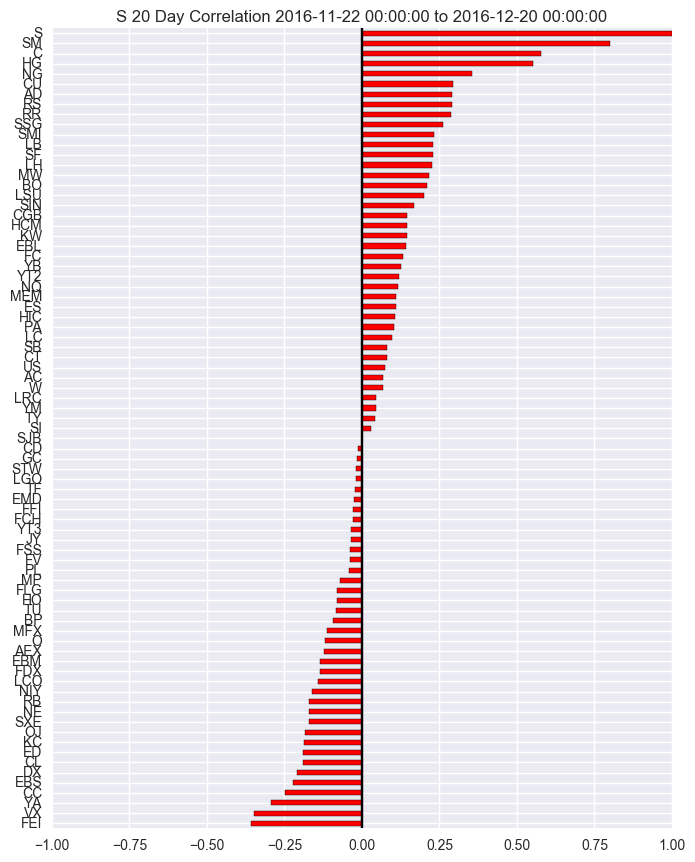 S 20 Day Correlation 2016-11-22 00:00:00 to 2016-12-20 00:00:00
S
SM
C
HG
NG
CU
AD
RS
RR
SSG
SMI
LB
SF
LH
MW
BO
LSU
SIN
CGB
HCM
KW
EBL
FC
YB
YT2
NQ
MEM
ES
HIC
PA
LC
SB
CT
US
AC
W
LRC
YM
TY
SI
SJB
CD
GC
STW
LGO
TF
EMD
FFI
FCH
YT3
JY
FSS
FV
PL
MP
FLG
HO
TU
BP
MFX
O
AEX
EBM
FDX
LCO
NIY
RB
NE
SXE
OJ
KC
ED
CL
DX
EBS
CC
YA
VX
FEI
−1.00 −0.75 −0.50 −0.25 0.00 0.25 0.50 0.75 1.00